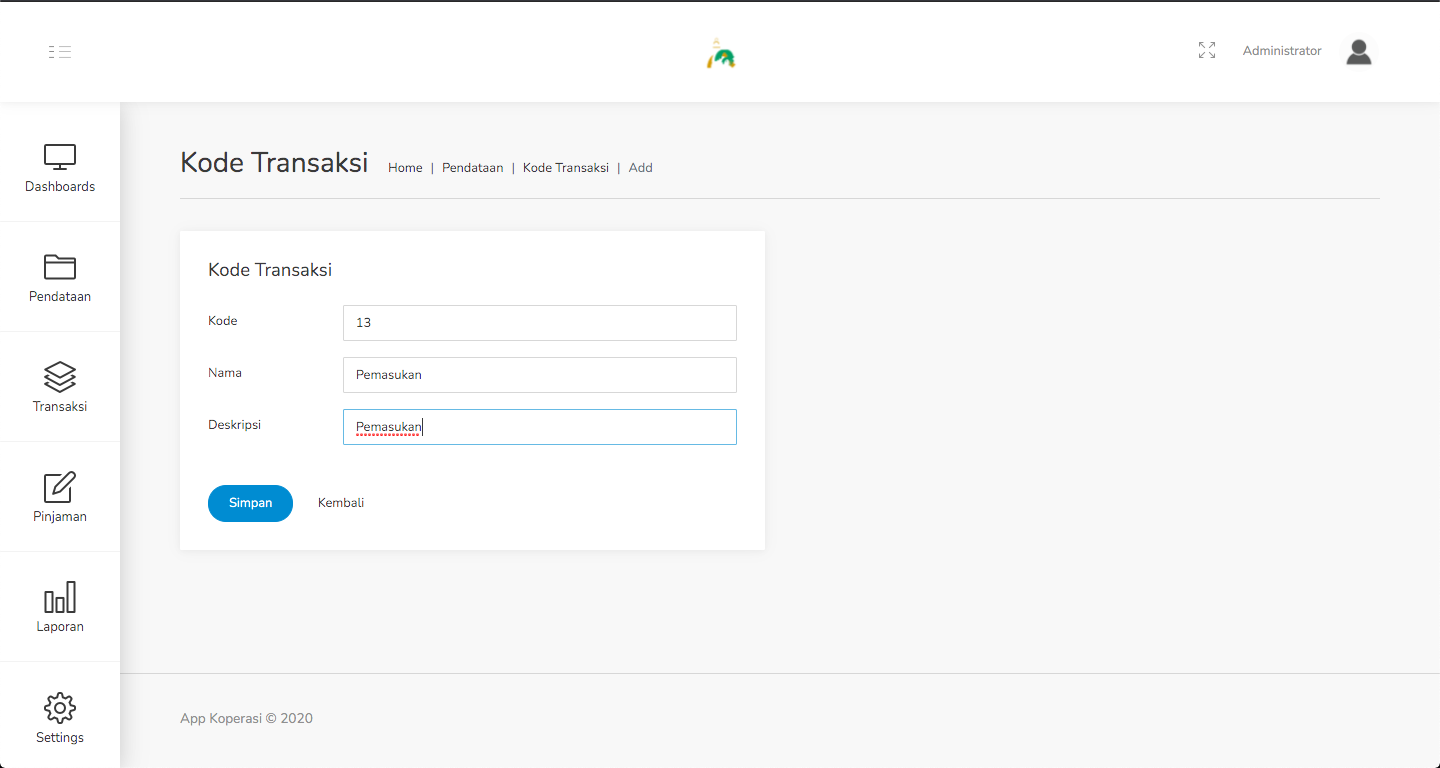 Administrator
Dashboards
Pendataan
Transaksi
Pinjaman
Laporan
Settings
Kode Transaksi
Home | Pendataan | Kode Transaksi | Add
Kode Transaksi
Kode 13
Nama Pemasukan
Deskripsi Pemasukan
Simpan Kembali
App Koperasi © 2020